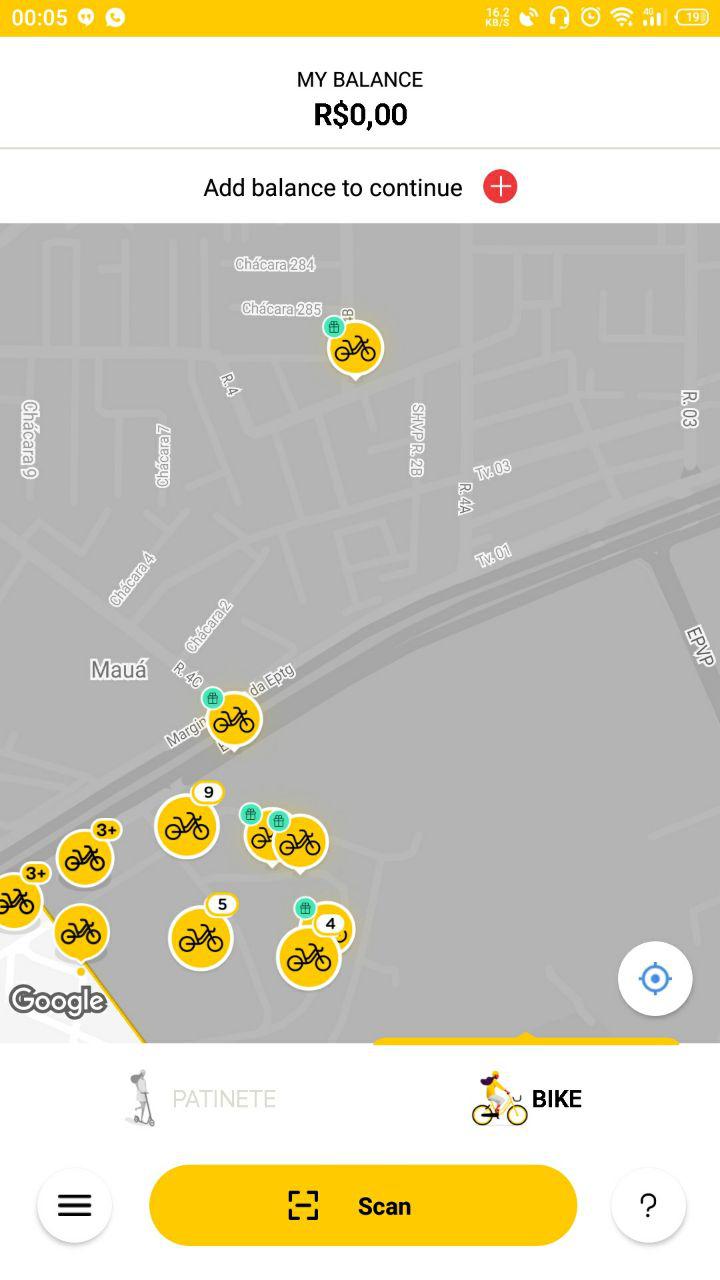 00:05
16.2
KB/S
4G
19
MY BALANCE
R$0,00
Add balance to continue
Chácara 284
Chácara 285
R. 4
Chácara 9
Chácara 7
SHVP R. 2B
R. 03
Tv. 03
R. 4A
Tv. 01
Chácara 4
Chácara 2
EPVP
Mauá
R. 4C
da Eptg
Margin
9
3+
3+
5
4
Google
PATINETE
BIKE
Scan
?